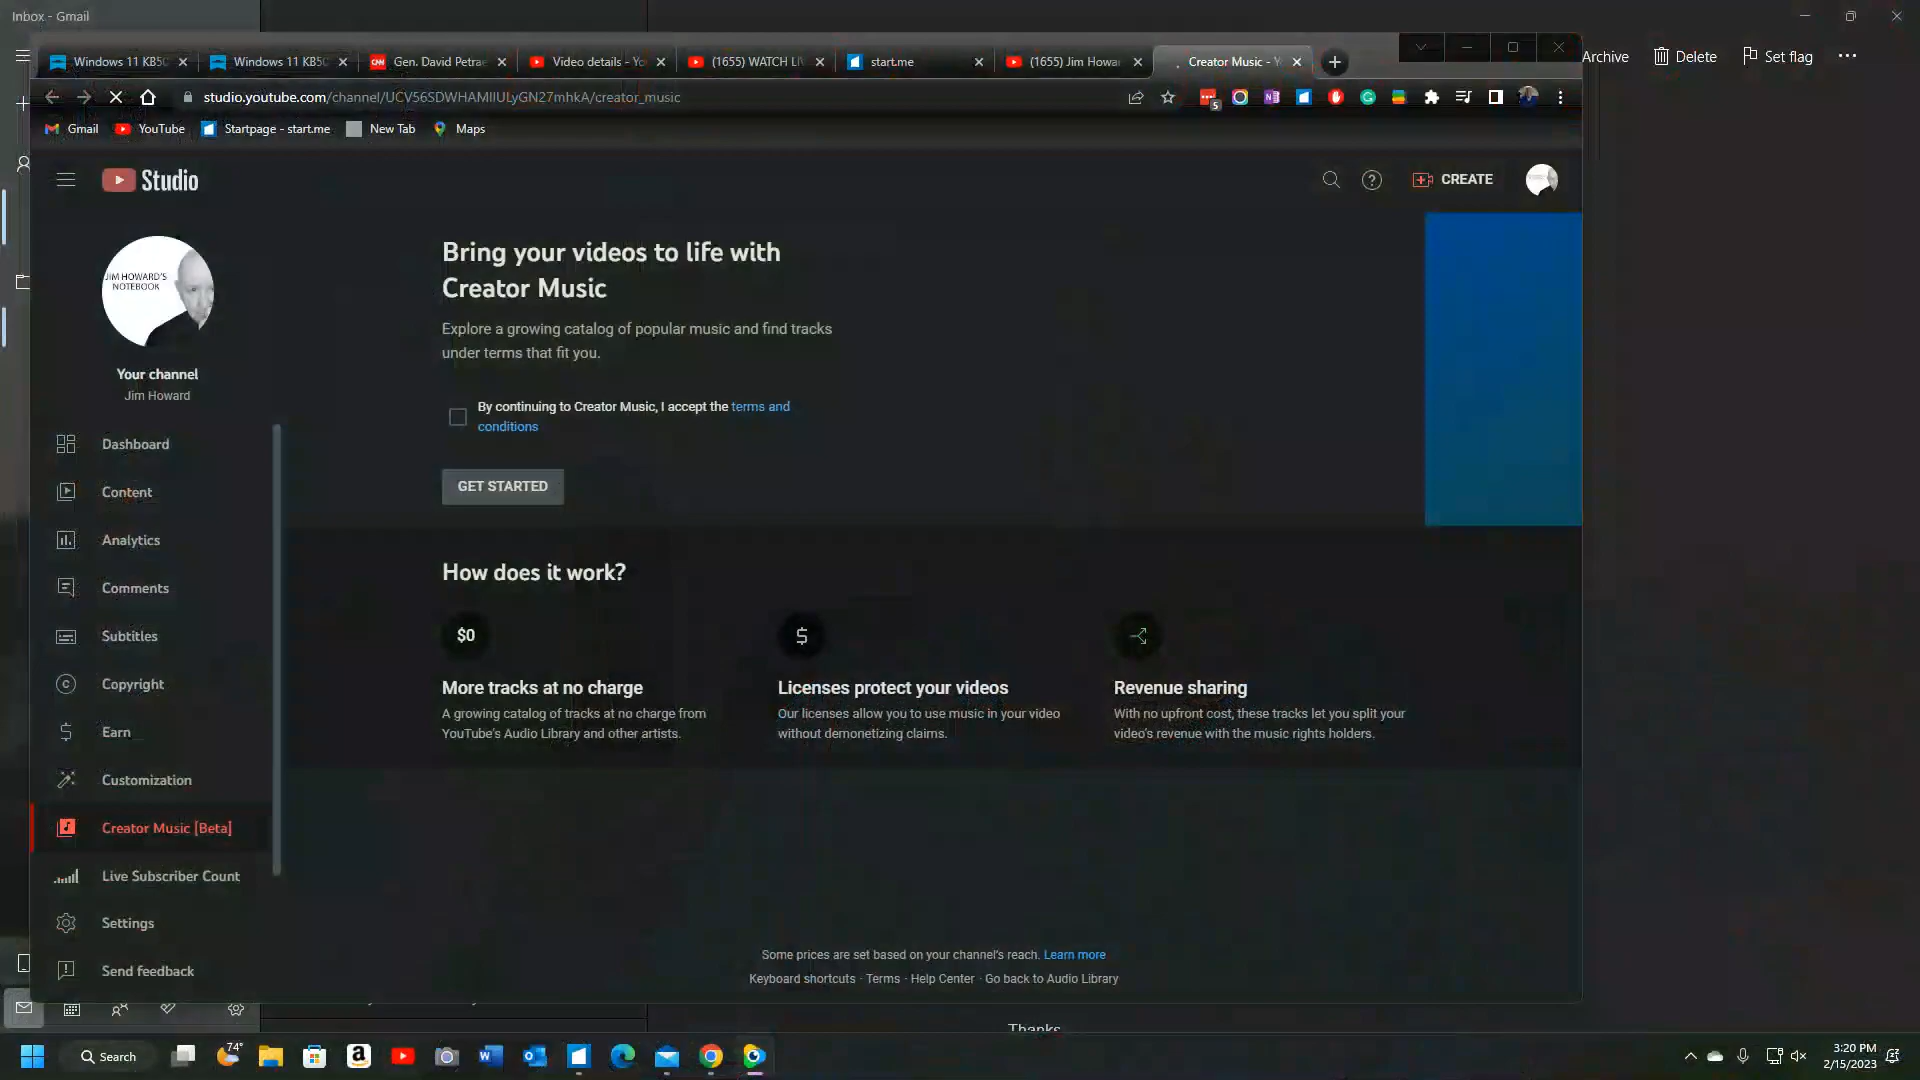 Inbox - Gmail
Windows 11 KB5
Windows 11 KB5
Gen. David Petrae
Video details - Yo
(1655) WATCH LIV
start.me
(1655) Jim Howar
Creator Music - Y
Archive
Delete
Set flag
studio.youtube.com/channel/UCV56SDWHAMIIULyGN27mhkA/creator_music
5
Gmail
YouTube
Startpage - start.me
New Tab
Maps
Studio
CREATE
JIM HOWARD'S
NOTEBOOK
Your channel
Jim Howard
Dashboard
Content
Analytics
Comments
Subtitles
Copyright
Earn
Customization
Creator Music [Beta]
Live Subscriber Count
Settings
Send feedback
Bring your videos to life with
Creator Music
Explore a growing catalog of popular music and find tracks
under terms that fit you.
By continuing to Creator Music, I accept the terms and
conditions
GET STARTED
How does it work?
$0
More tracks at no charge
A growing catalog of tracks at no charge from
YouTube's Audio Library and other artists.
Licenses protect your videos
Our licenses allow you to use music in your video
without demonetizing claims.
Revenue sharing
With no upfront cost, these tracks let you split your
video's revenue with the music rights holders.
Some prices are set based on your channel's reach. Learn more
Keyboard shortcuts · Terms · Help Center · Go back to Audio Library
Thanks
Search
74°
3:20 PM
2/15/2023